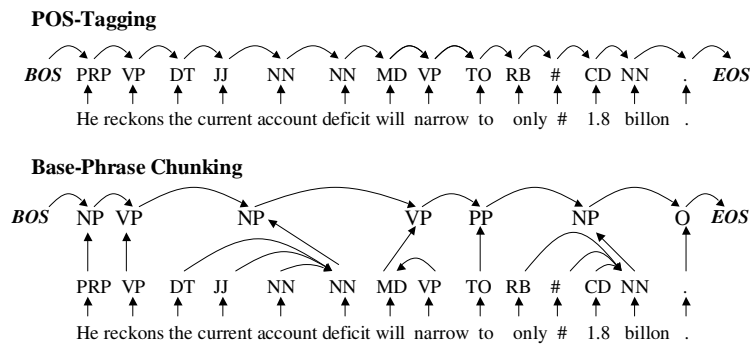 POS-Tagging
BOS PRP VP DT JJ NN NN MD VP TO RB # CD NN . EOS
He reckons the current account deficit will narrow to only # 1.8 billon .
Base-Phrase Chunking
BOS NP VP NP VP PP NP O EOS
PRP VP DT JJ NN NN MD VP TO RB # CD NN .
He reckons the current account deficit will narrow to only # 1.8 billon .